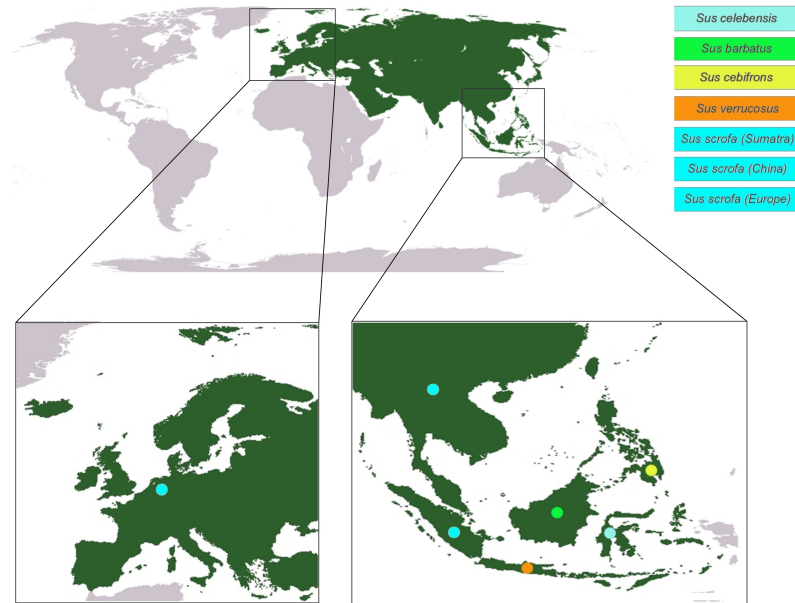 Sus celebensis
Sus barbatus
Sus cebifrons
Sus verrucosus
Sus scrofa (Sumatra)
Sus scrofa (China)
Sus scrofa (Europe)